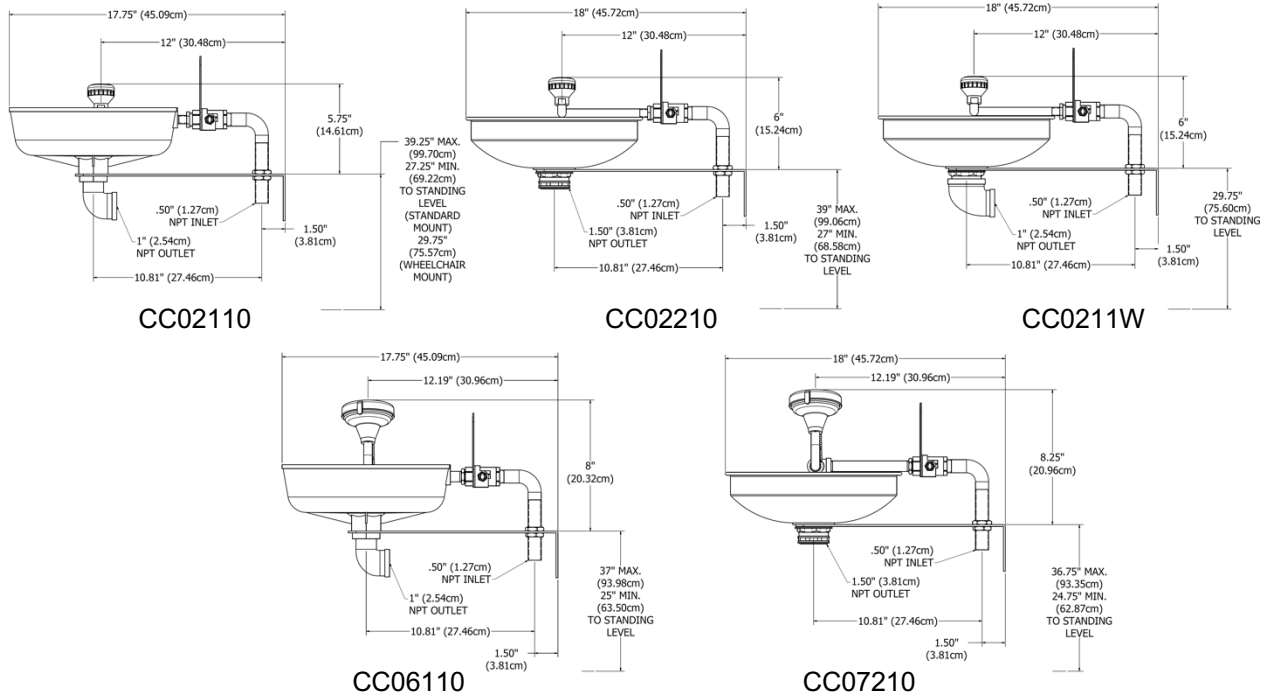 17.75" (45.09cm)
12" (30.48cm)
5.75"
(14.61cm)
39.25" MAX.
(99.70cm)
27.25" MIN.
(69.22cm)
TO STANDING
LEVEL
(STANDARD
MOUNT)
29.75"
(75.57cm)
(WHEELCHAIR
MOUNT)
.50" (1.27cm)
NPT INLET
1.50"
(3.81cm)
1" (2.54cm)
NPT OUTLET
10.81" (27.46cm)
CC02110
18" (45.72cm)
12" (30.48cm)
6"
(15.24cm)
.50" (1.27cm)
NPT INLET
1.50"
(3.81cm)
1.50" (3.81cm)
NPT OUTLET
39" MAX.
(99.06cm)
27" MIN.
(68.58cm)
TO STANDING
LEVEL
10.81" (27.46cm)
CC02210
18" (45.72cm)
12" (30.48cm)
6"
(15.24cm)
29.75"
(75.60cm)
TO STANDING
LEVEL
.50" (1.27cm)
NPT INLET
1" (2.54cm)
NPT OUTLET
1.50"
(3.81cm)
10.81" (27.46cm)
CC0211W
17.75" (45.09cm)
12.19" (30.96cm)
8"
(20.32cm)
.50" (1.27cm)
NPT INLET
1" (2.54cm)
NPT OUTLET
37" MAX.
(93.98cm)
25" MIN.
(63.50cm)
TO STANDING
LEVEL
10.81" (27.46cm)
1.50"
(3.81cm)
CC06110
18" (45.72cm)
12.19" (30.96cm)
8.25"
(20.96cm)
.50" (1.27cm)
NPT INLET
1.50" (3.81cm)
NPT OUTLET
36.75" MAX.
(93.35cm)
24.75" MIN.
(62.87cm)
TO STANDING
LEVEL
10.81" (27.46cm)
1.50"
(3.81cm)
CC07210